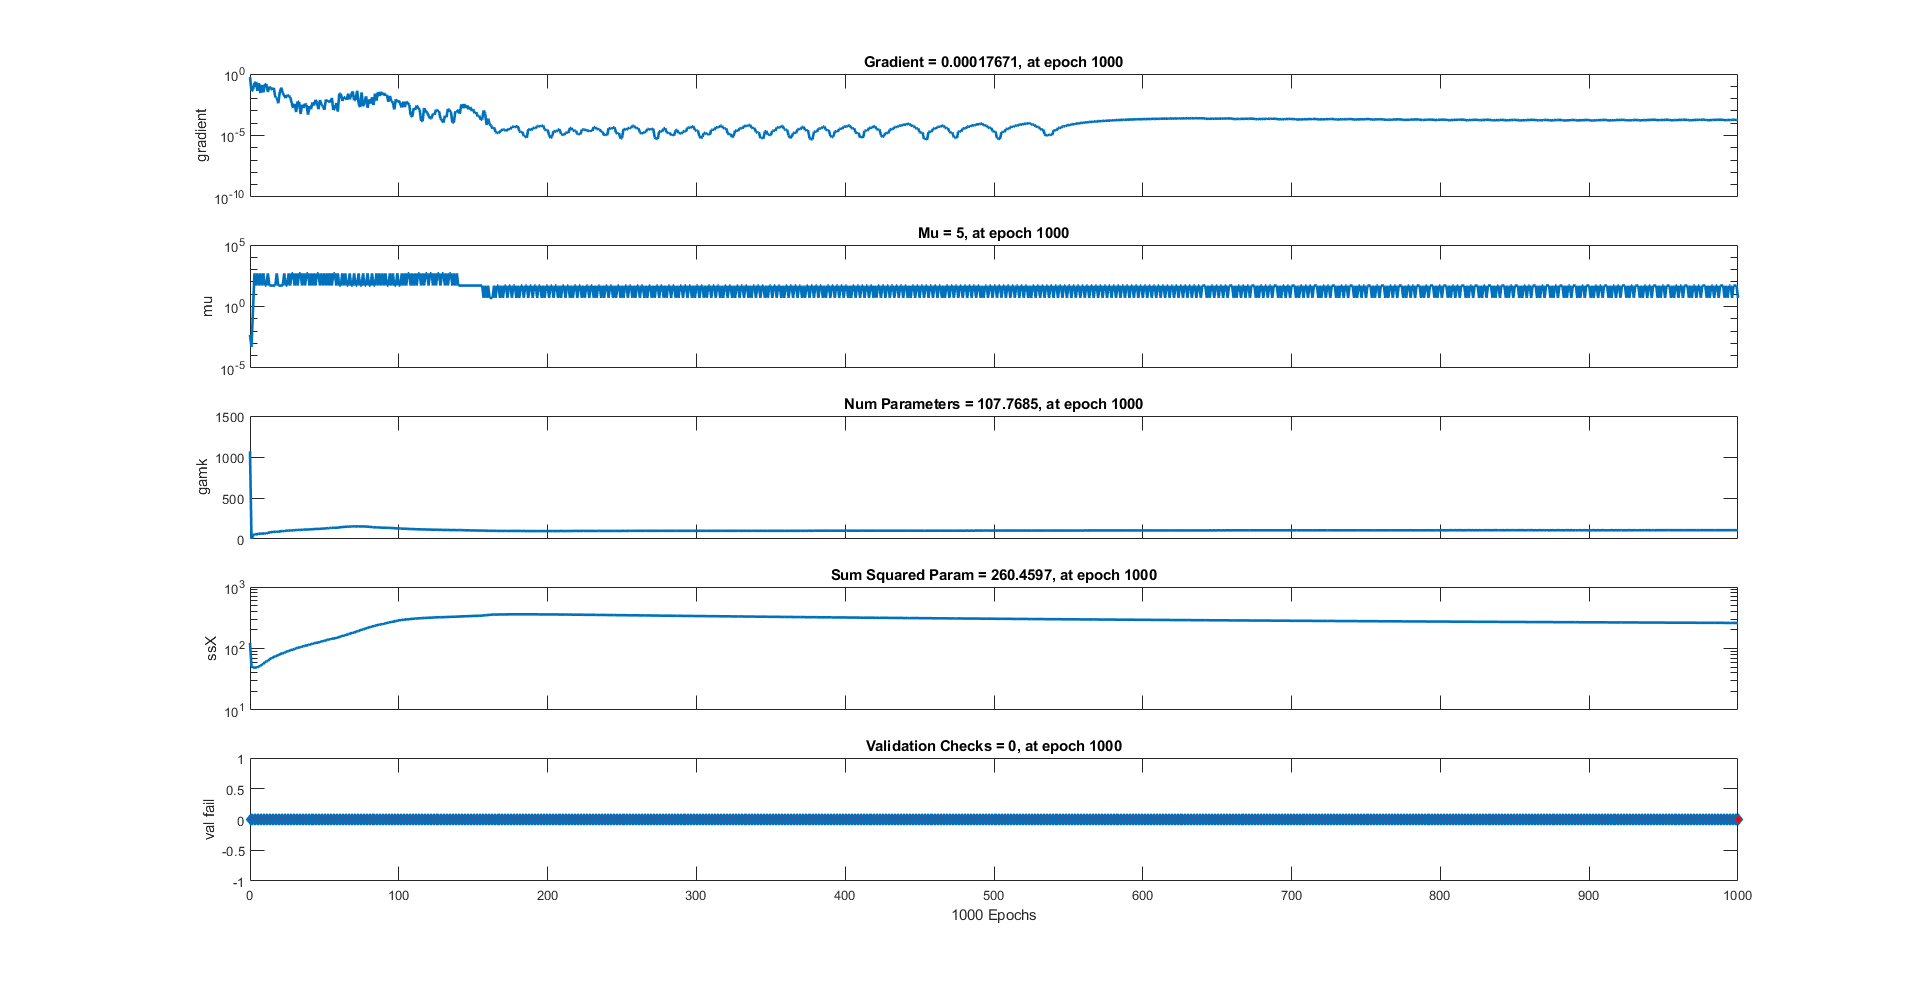 Gradient = 0.00017671, at epoch 1000
10^0
10^-5
10^-10
gradient
Mu = 5, at epoch 1000
10^5
10^0
10^-5
mu
Num Parameters = 107.7685, at epoch 1000
1500
1000
500
0
gamk
Sum Squared Param = 260.4597, at epoch 1000
10^3
10^2
10^1
ssX
Validation Checks = 0, at epoch 1000
1
0.5
0
-0.5
-1
val fail
0 100 200 300 400 500 600 700 800 900 1000
1000 Epochs